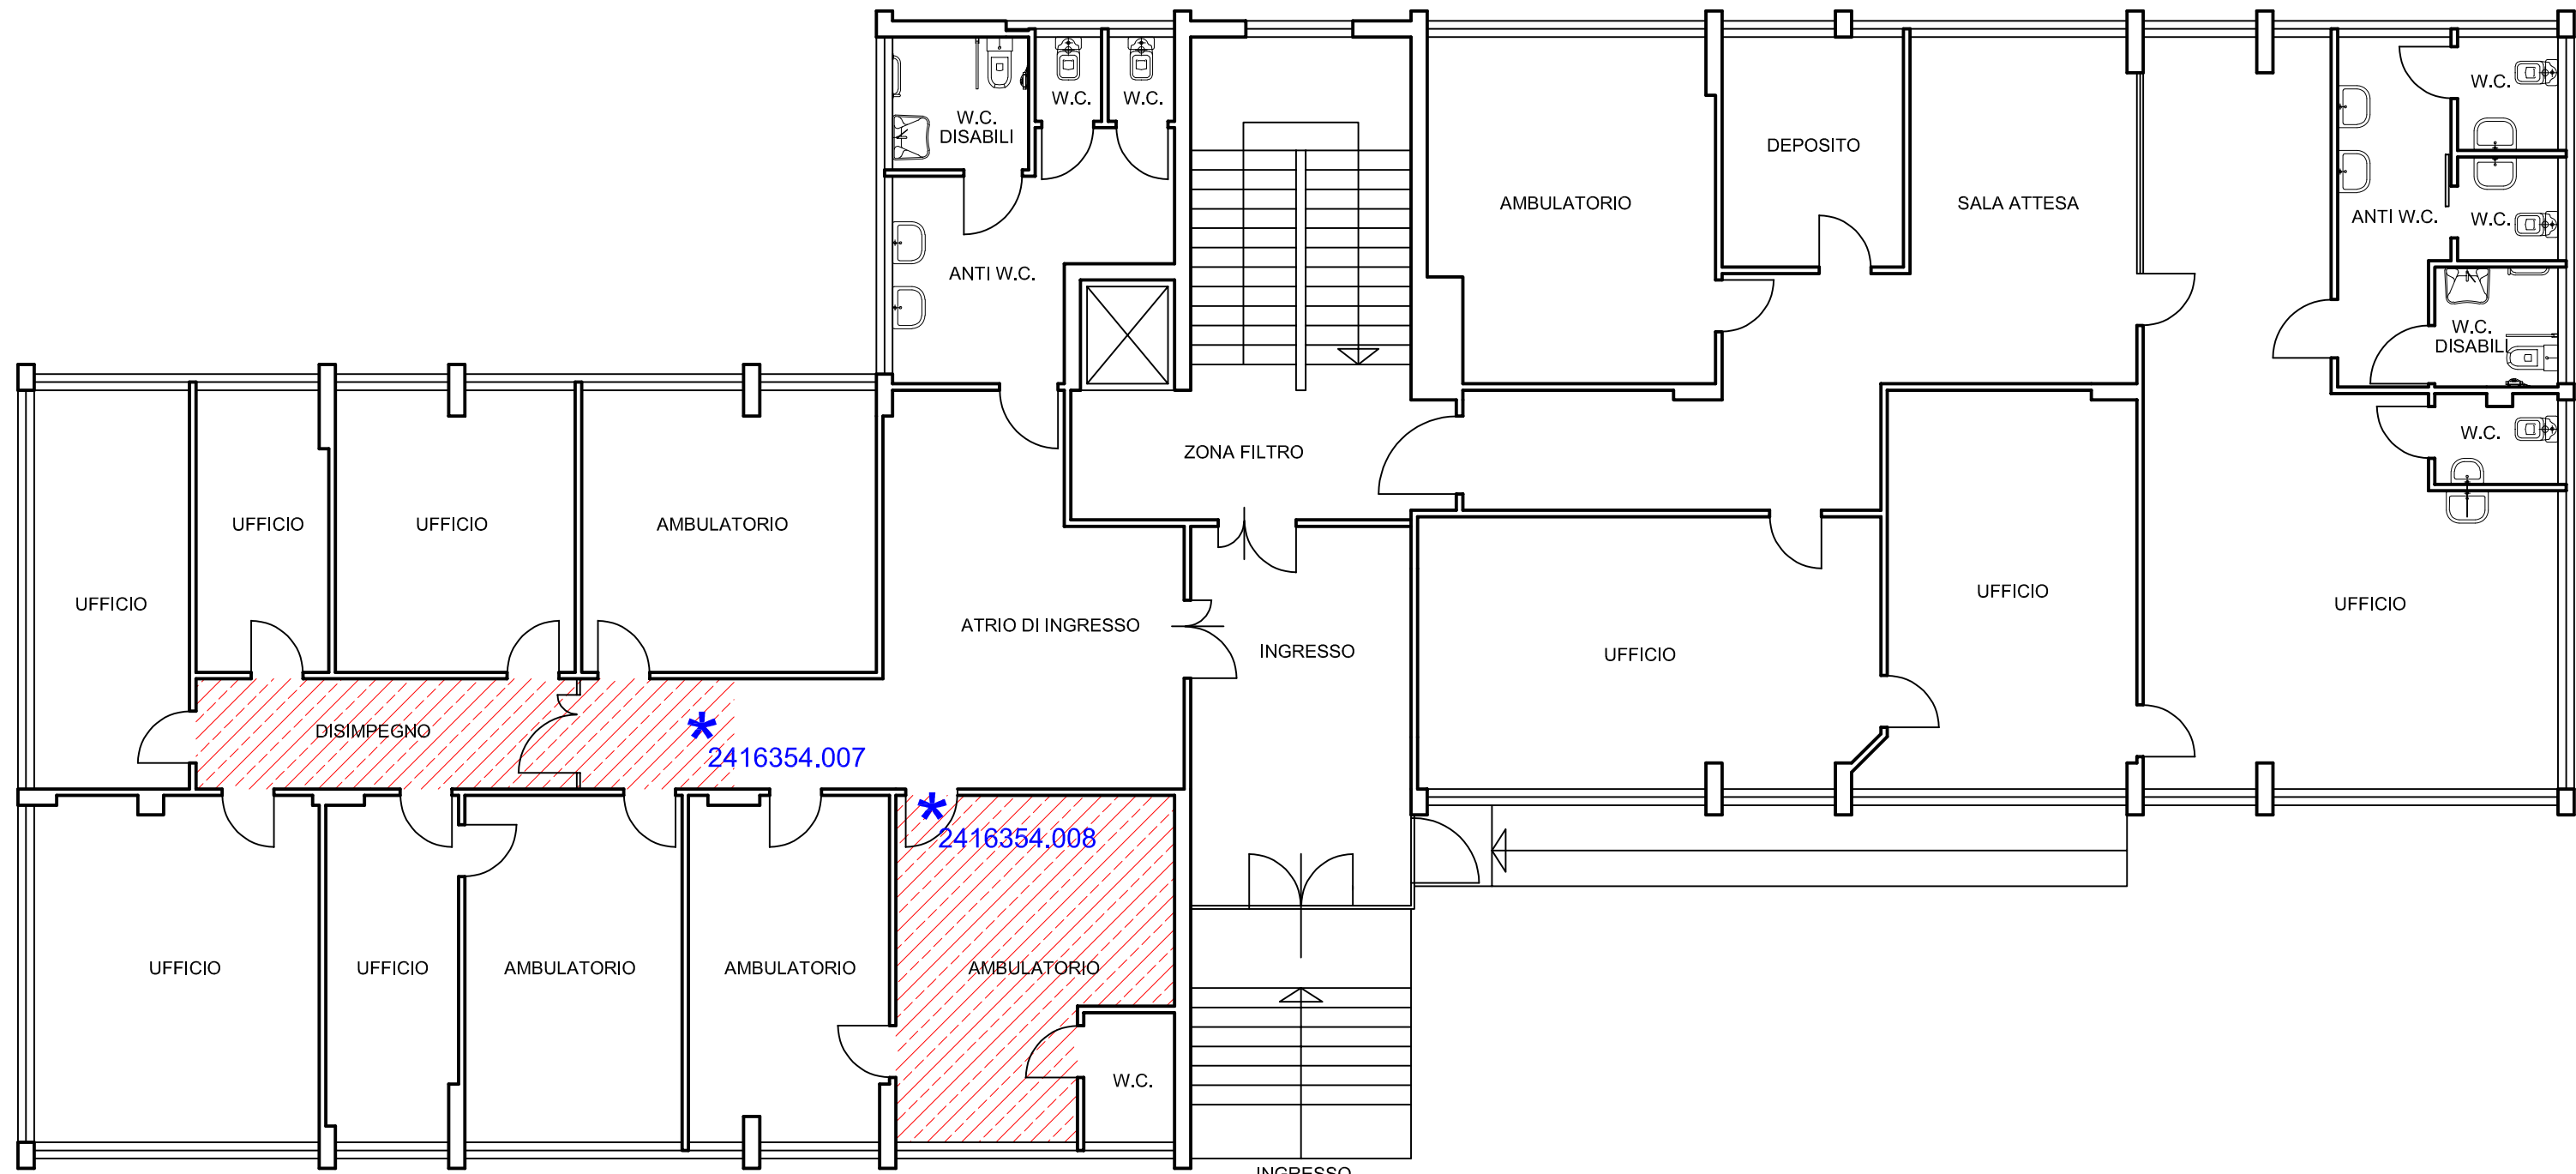 W.C.
W.C.
W.C.
DISABILI
W.C.
DEPOSITO
AMBULATORIO
SALA ATTESA
ANTI W.C.
W.C.
ANTI W.C.
W.C.
DISABILI
W.C.
ZONA FILTRO
UFFICIO
UFFICIO
AMBULATORIO
UFFICIO
UFFICIO
UFFICIO
ATRIO DI INGRESSO
INGRESSO
UFFICIO
DISIMPEGNO
*
2416354.007
*
2416354.008
UFFICIO
UFFICIO
AMBULATORIO
AMBULATORIO
AMBULATORIO
W.C.
INGRESSO